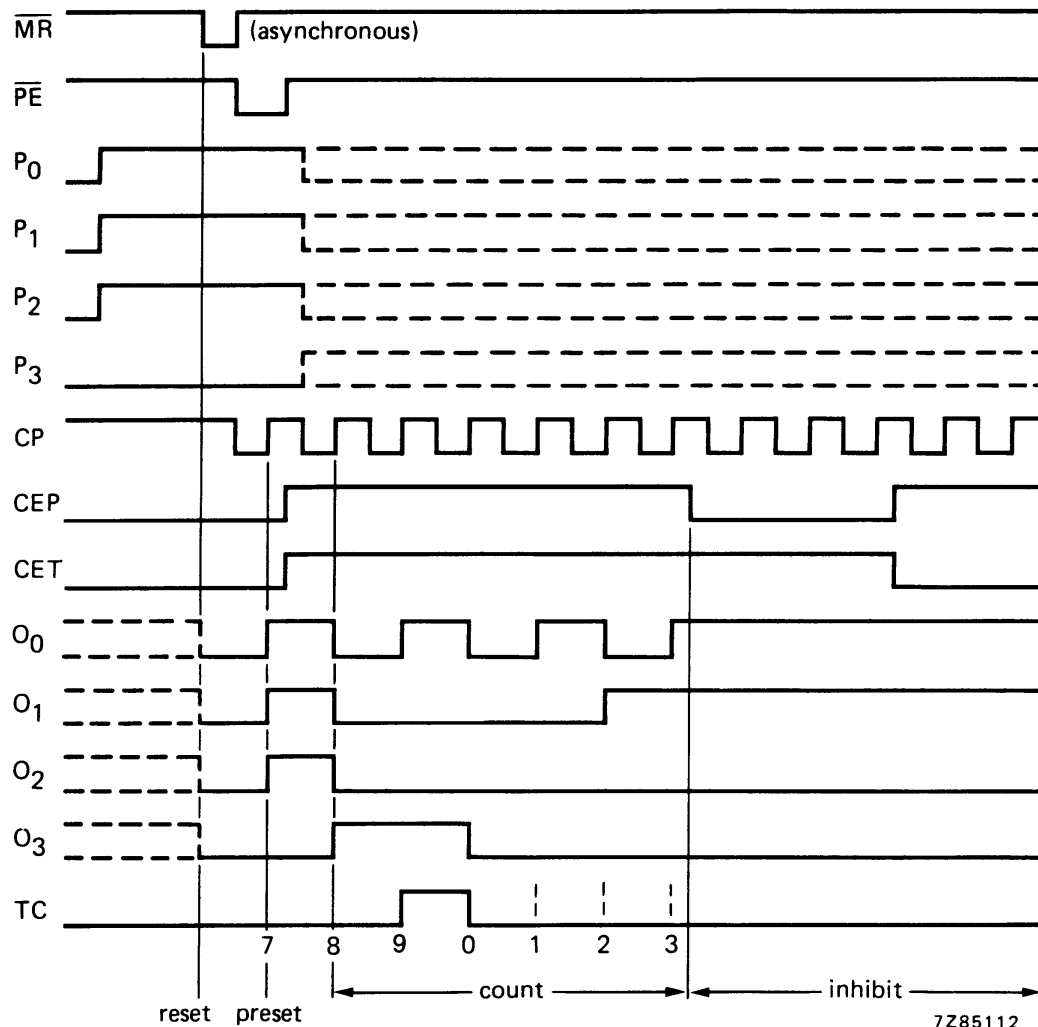 MR (asynchronous)
PE
P0
P1
P2
P3
CP
CEP
CET
O0
O1
O2
O3
TC
7 8 9 0 1 2 3
count inhibit
reset preset
7Z85112